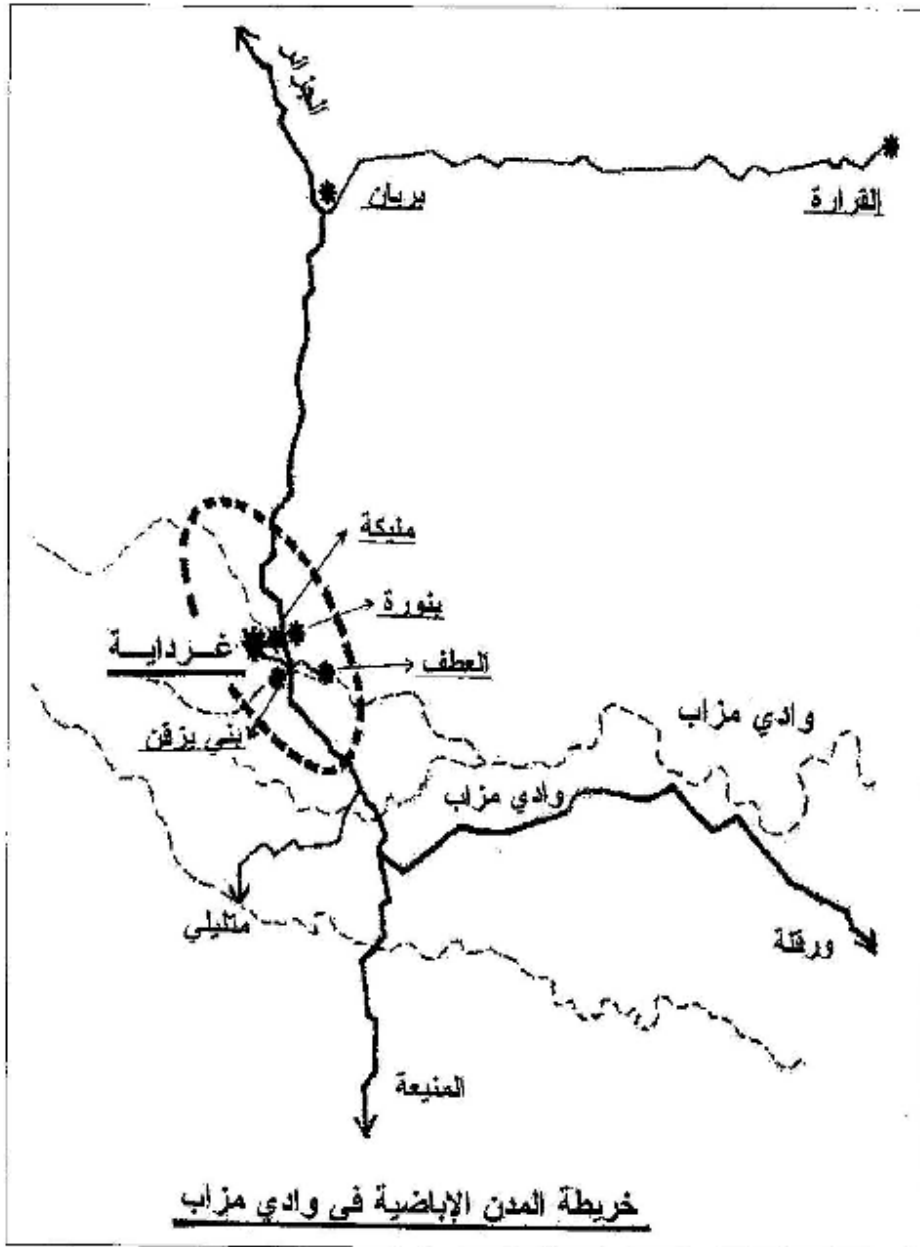 بريان
القرارة
مليكة
بنورة
غـــردايـــة
العطف
بني يزقن
وادي مزاب
وادي مزاب
متليلي
ورقلة
المنيعة
خريطة المدن الإباضية في وادي مزاب